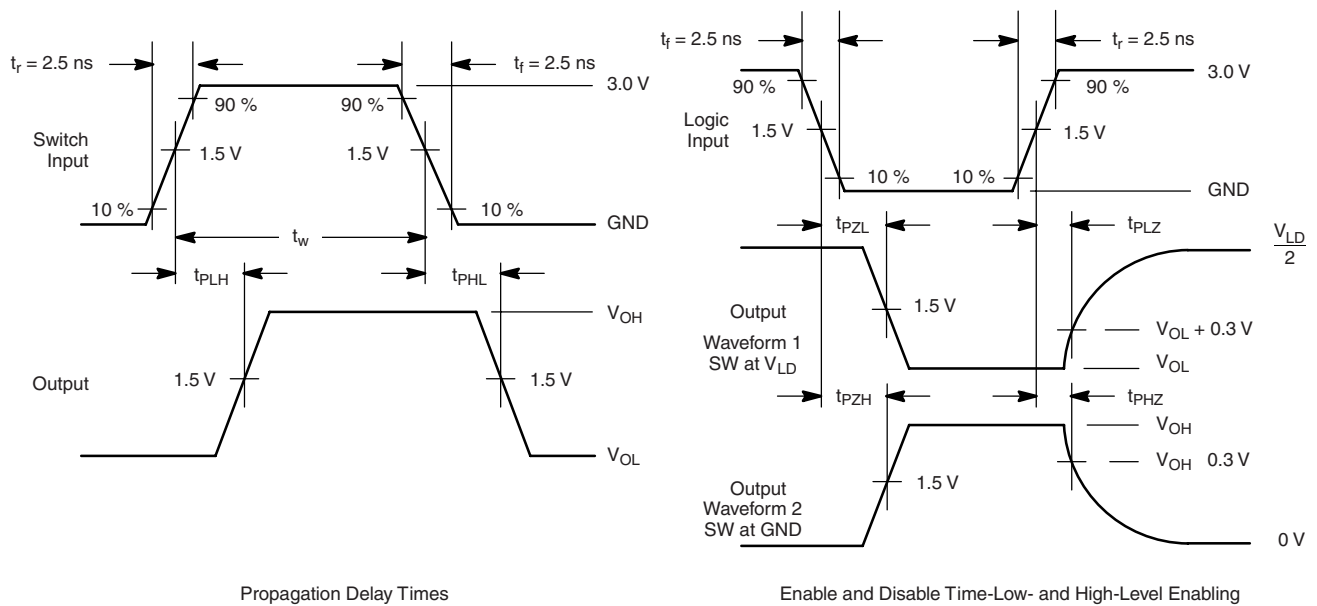 t_r = 2.5 ns
t_f = 2.5 ns
3.0 V
90 %
90 %
Switch
Input
1.5 V
1.5 V
10 %
10 %
GND
t_w
t_PLH
t_PHL
V_OH
Output
1.5 V
1.5 V
V_OL
Propagation Delay Times
t_f = 2.5 ns
t_r = 2.5 ns
3.0 V
90 %
90 %
Logic
Input
1.5 V
1.5 V
10 %
10 %
GND
t_PZL
t_PLZ
V_LD
2
Output
Waveform 1
SW at V_LD
1.5 V
V_OL + 0.3 V
V_OL
t_PZH
t_PHZ
V_OH
V_OH 0.3 V
Output
Waveform 2
SW at GND
1.5 V
0 V
Enable and Disable Time-Low- and High-Level Enabling